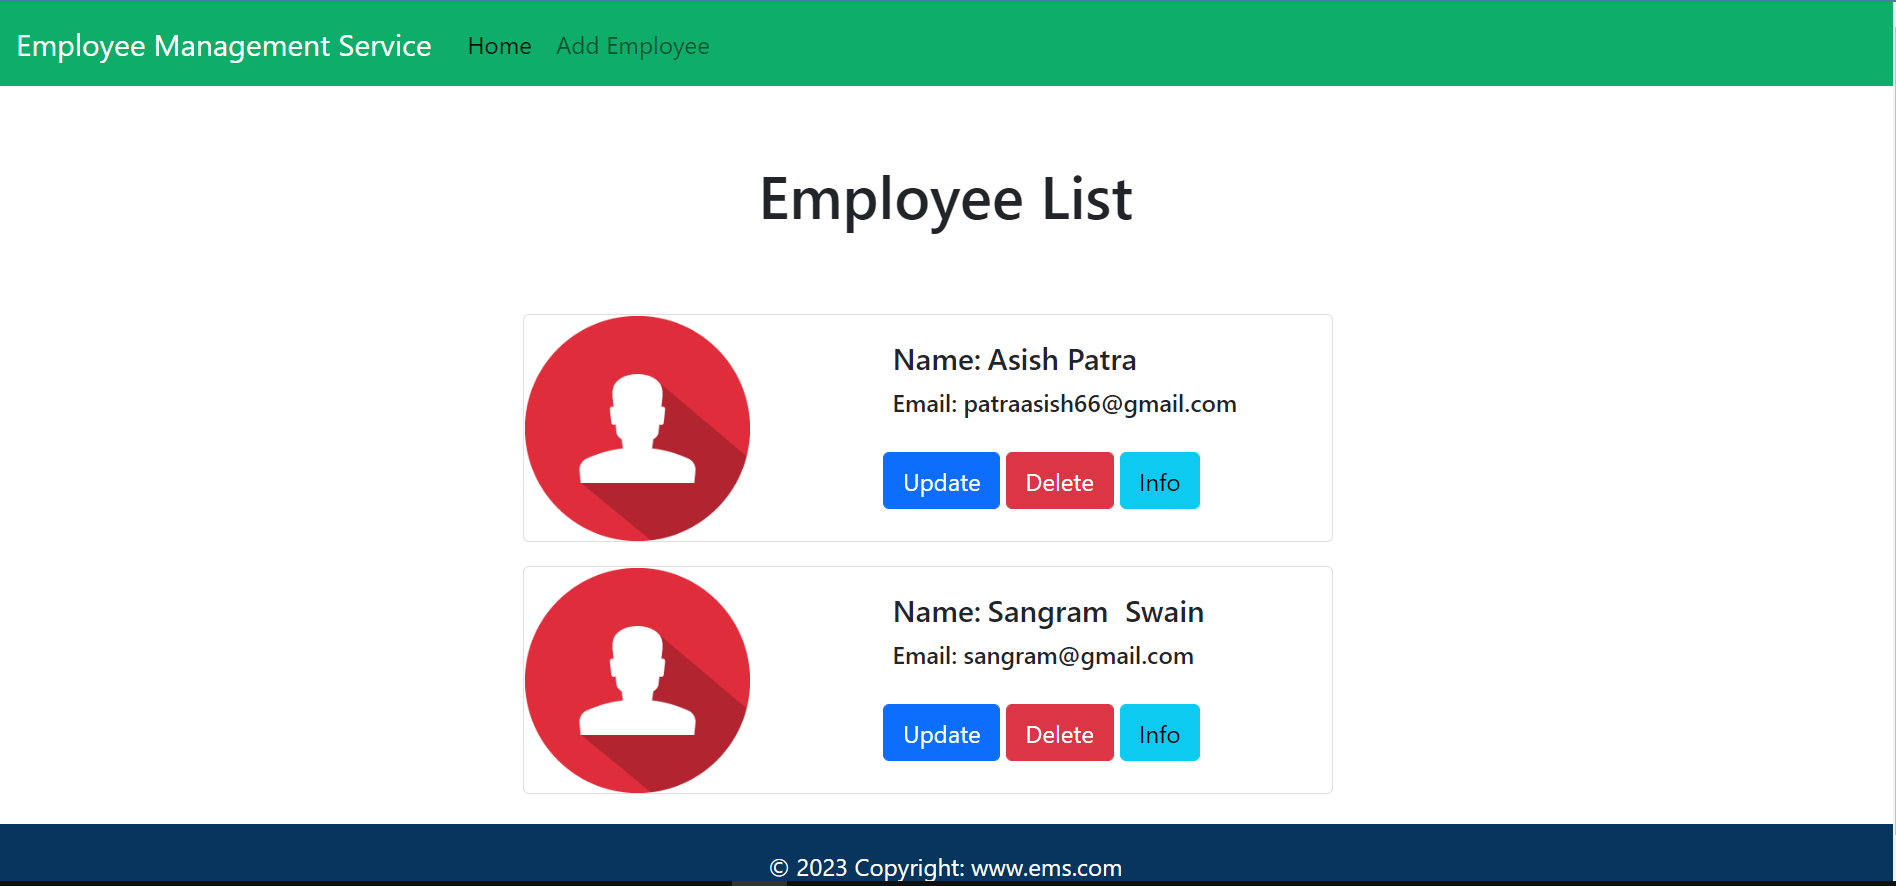 Employee Management Service Home Add Employee
Employee List
Name: Asish Patra
Email: patraasish66@gmail.com
Update Delete Info
Name: Sangram  Swain
Email: sangram@gmail.com
Update Delete Info
© 2023 Copyright: www.ems.com